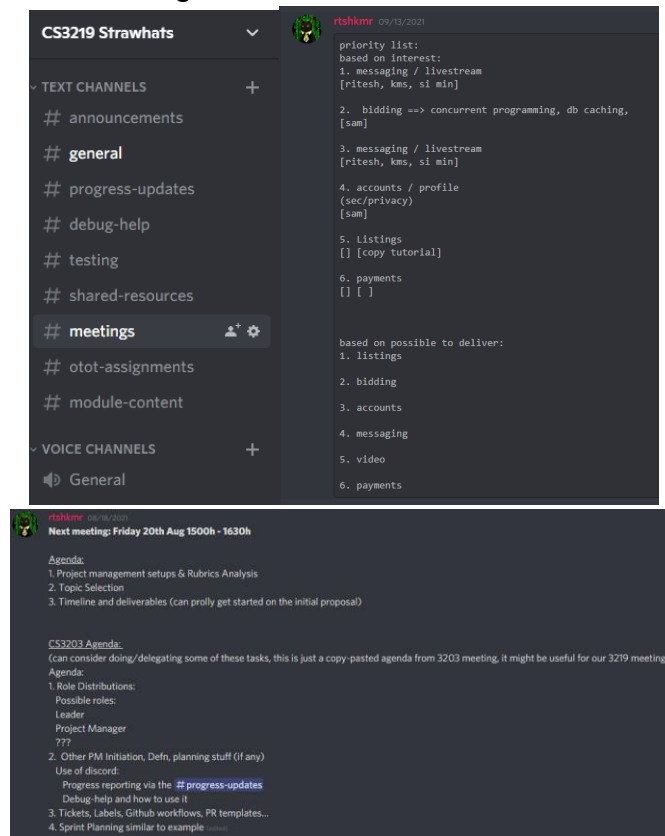 CS3219 Strawhats
TEXT CHANNELS
# announcements
# general
# progress-updates
# debug-help
# testing
# shared-resources
# meetings
# otot-assignments
# module-content
VOICE CHANNELS
General
rtshkmr 09/13/2021
priority list:
based on interest:
1. messaging / livestream
[ritesh, kms, si min]
2. bidding ==> concurrent programming, db caching,
[sam]
3. messaging / livestream
[ritesh, kms, si min]
4. accounts / profile
(sec/privacy)
[sam]
5. Listings
[] [copy tutorial]
6. payments
[] [ ]
based on possible to deliver:
1. listings
2. bidding
3. accounts
4. messaging
5. video
6. payments
rtshkmr 08/18/2021
Next meeting: Friday 20th Aug 1500h - 1630h
Agenda:
1. Project management setups & Rubrics Analysis
2. Topic Selection
3. Timeline and deliverables (can prolly get started on the initial proposal)
CS3203 Agenda:
(can consider doing/delegating some of these tasks, this is just a copy-pasted agenda from 3203 meeting, it might be useful for our 3219 meeting
Agenda:
1. Role Distributions:
Possible roles:
Leader
Project Manager
???
2. Other PM Initiation, Defn, planning stuff (if any)
Use of discord:
Progress reporting via the # progress-updates
Debug-help and how to use it
3. Tickets, Labels, Github workflows, PR templates...
4. Sprint Planning similar to example (edited)